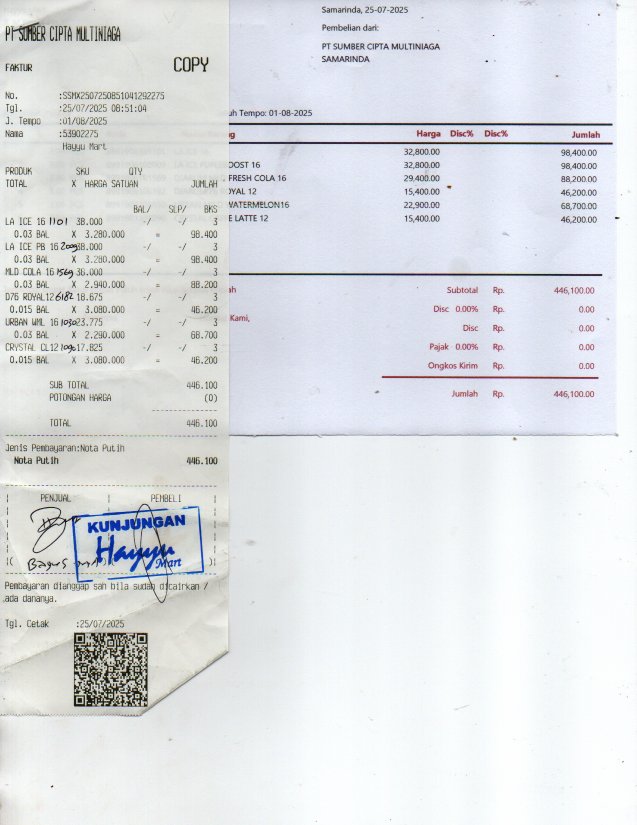 PT SUMBER CIPTA MULTINIAGA
FAKTUR COPY
No. :SSMX2507250851041292275
Tgl. :25/07/2025 08:51:04
J. Tempo :01/08/2025
Nama :53902275
Hayyu Mart
PRODUK SKU QTY
TOTAL X HARGA SATUAN JUMLAH
BAL/ SLP/ BKS
LA ICE 16 1101 38.000 -/ -/ 3
0.03 BAL X 3.280.000 = 98.400
LA ICE PB 16 38.000 -/ -/ 3
0.03 BAL X 3.280.000 = 98.400
MLD COLA 16 1569 36.000 -/ -/ 3
0.03 BAL X 2.940.000 = 88.200
D76 ROYAL12 6182 18.675 -/ -/ 3
0.015 BAL X 3.080.000 = 46.200
URBAN WML 16 23.775 -/ -/ 3
0.03 BAL X 2.290.000 = 68.700
CRYSTAL CL12 17.825 -/ -/ 3
0.015 BAL X 3.080.000 = 46.200
SUB TOTAL 446.100
POTONGAN HARGA (0)
TOTAL 446.100
Jenis Pembayaran:Nota Putih
Nota Putih 446.100
PENJUAL PEMBELI
KUNJUNGAN
Hayyu
Mart
Bagus
Pembayaran dianggap sah bila sudah dicairkan /
ada dananya.
Tgl. Cetak :25/07/2025
Samarinda, 25-07-2025
Pembelian dari:
PT SUMBER CIPTA MULTINIAGA
SAMARINDA
uh Tempo: 01-08-2025
ng Harga Disc% Disc% Jumlah
32,800.00 98,400.00
OOST 16 32,800.00 98,400.00
FRESH COLA 16 29,400.00 88,200.00
OYAL 12 15,400.00 46,200.00
WATERMELON16 22,900.00 68,700.00
E LATTE 12 15,400.00 46,200.00
ah Subtotal Rp. 446,100.00
Disc 0.00% Rp. 0.00
Kami,
Disc Rp. 0.00
Pajak 0.00% Rp. 0.00
Ongkos Kirim Rp. 0.00
Jumlah Rp. 446,100.00